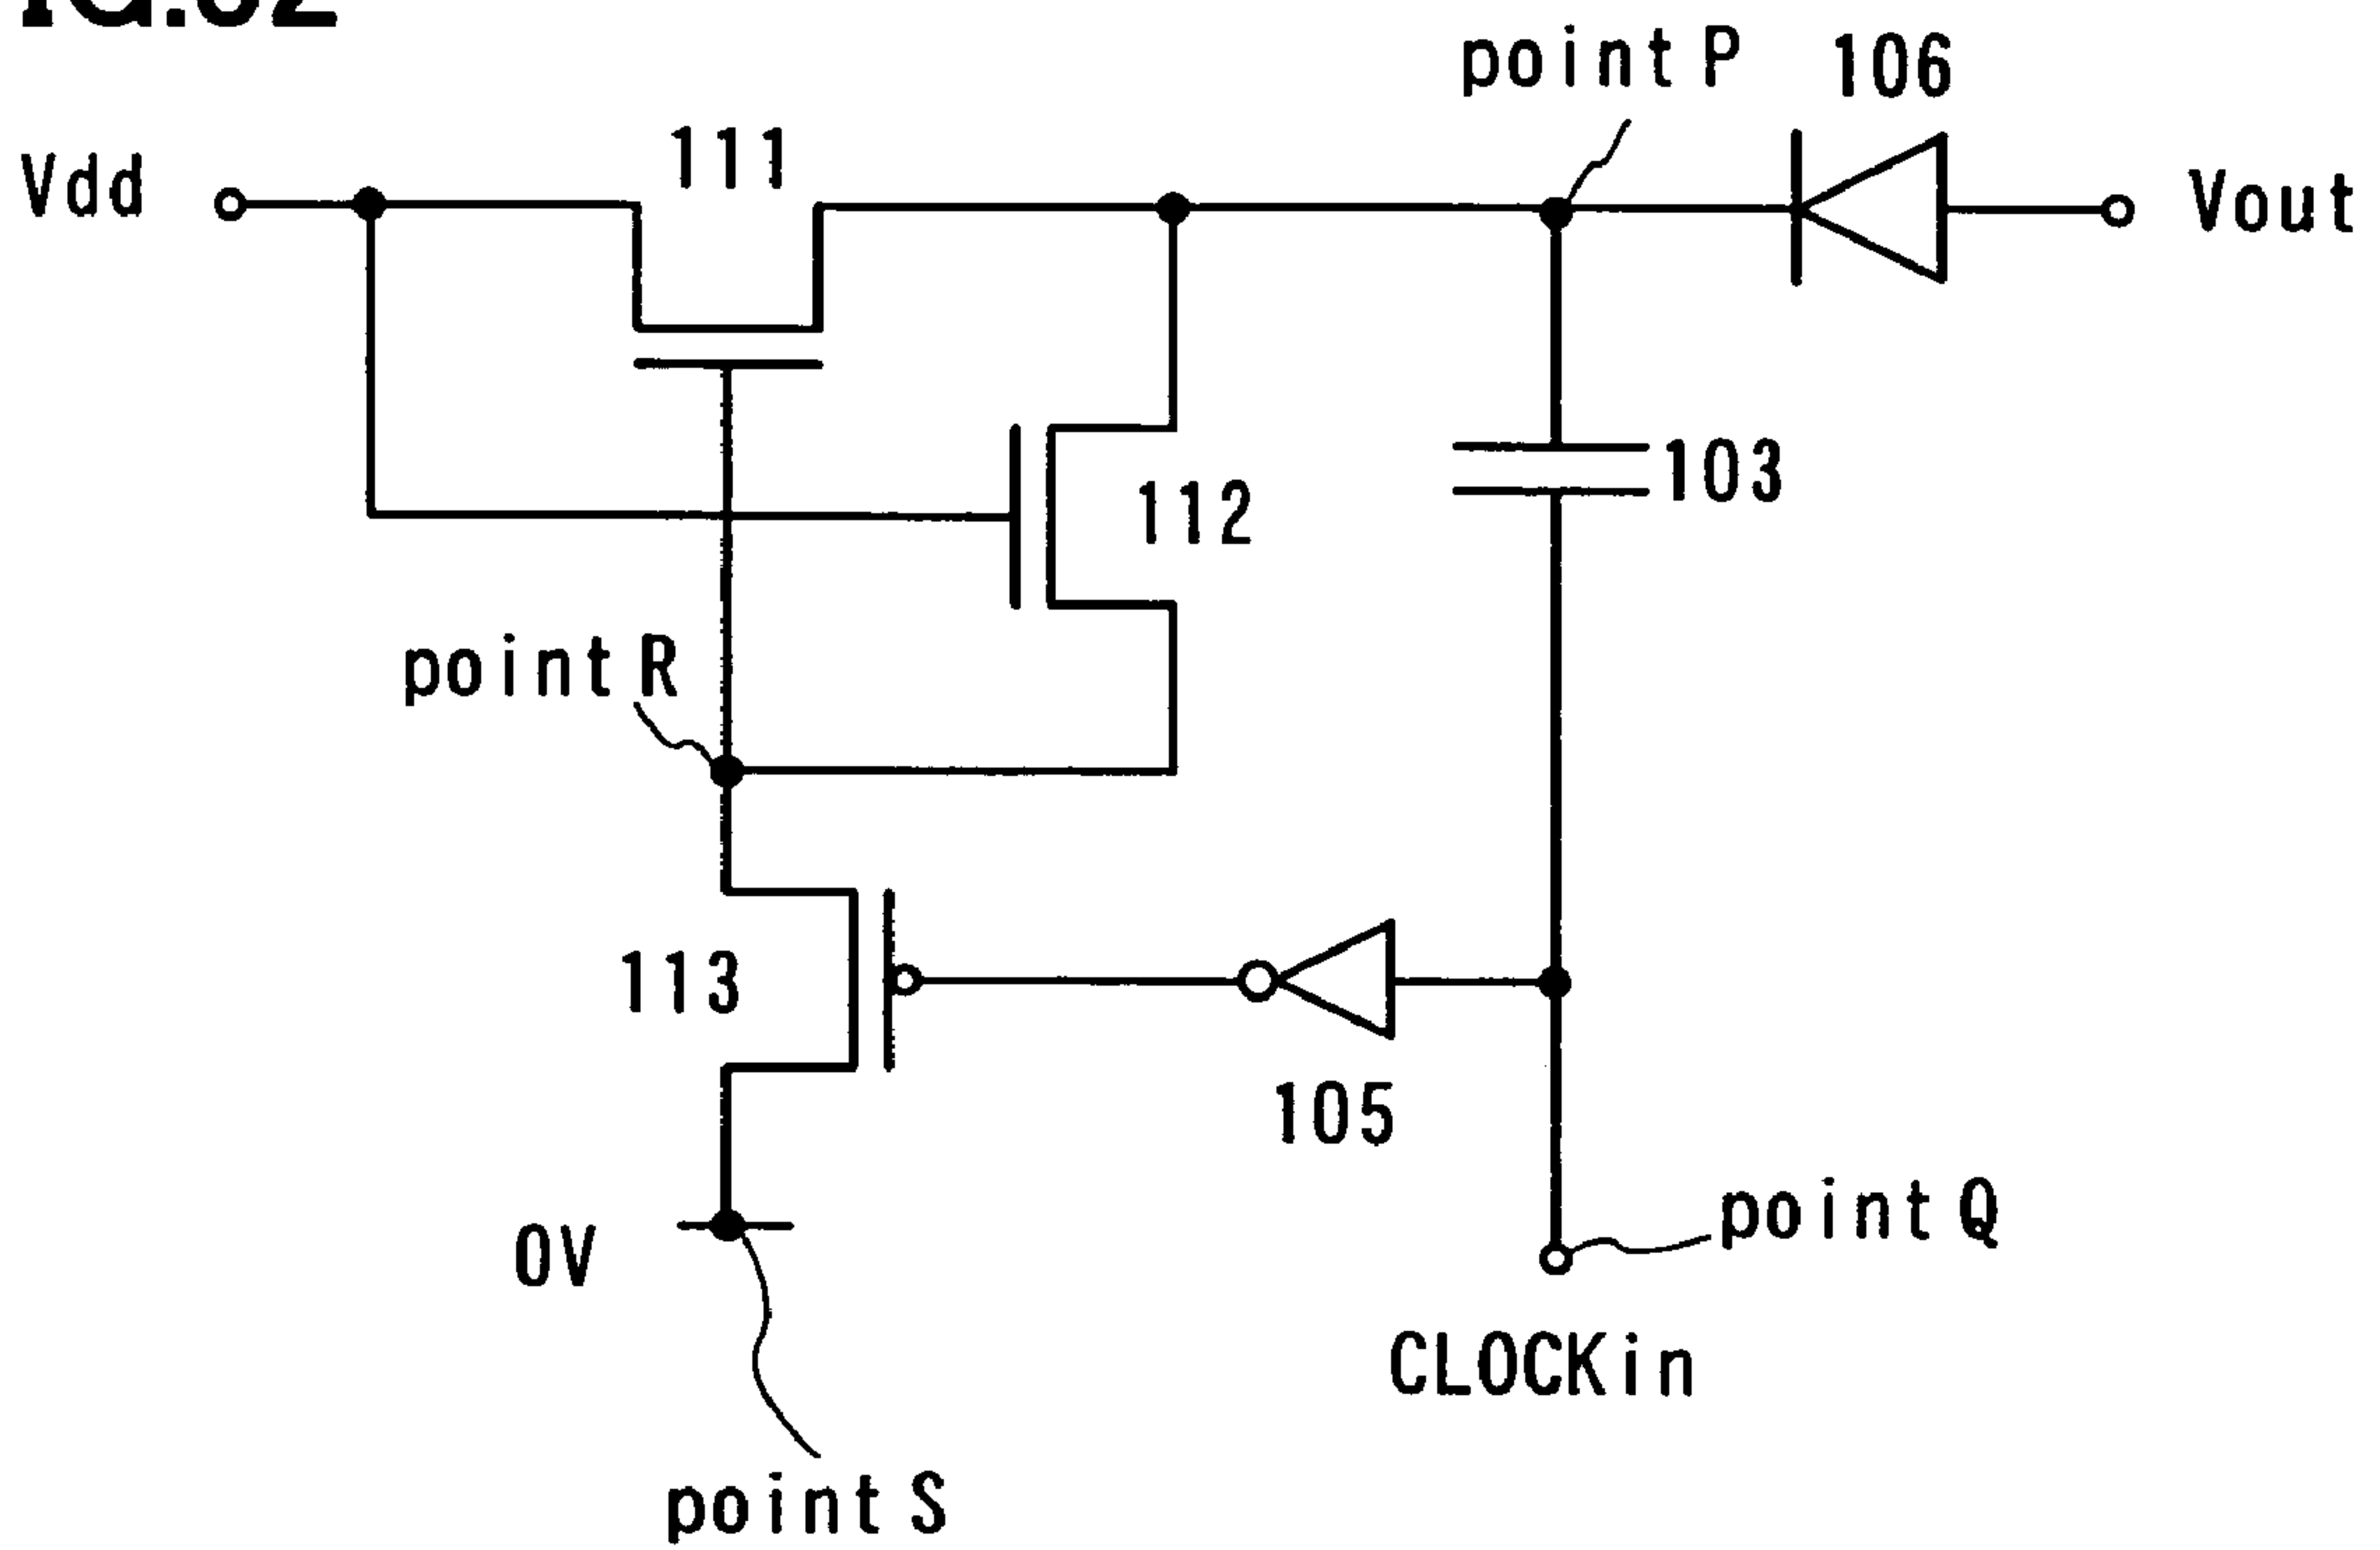 point P
106
Vdd
111
Vout
103
112
point R
113
105
point Q
0V
CLOCKin
point S